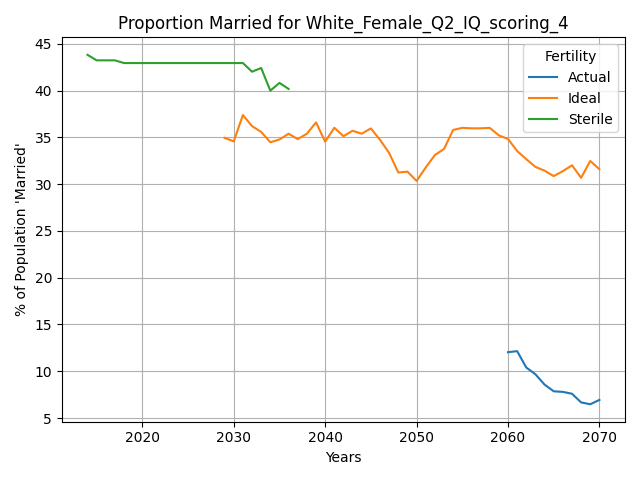 Proportion Married for White_Female_Q2_IQ_scoring_4
% of Population 'Married'
45
40
35
30
25
20
15
10
5
Fertility
Actual
Ideal
Sterile
2020 2030 2040 2050 2060 2070
Years